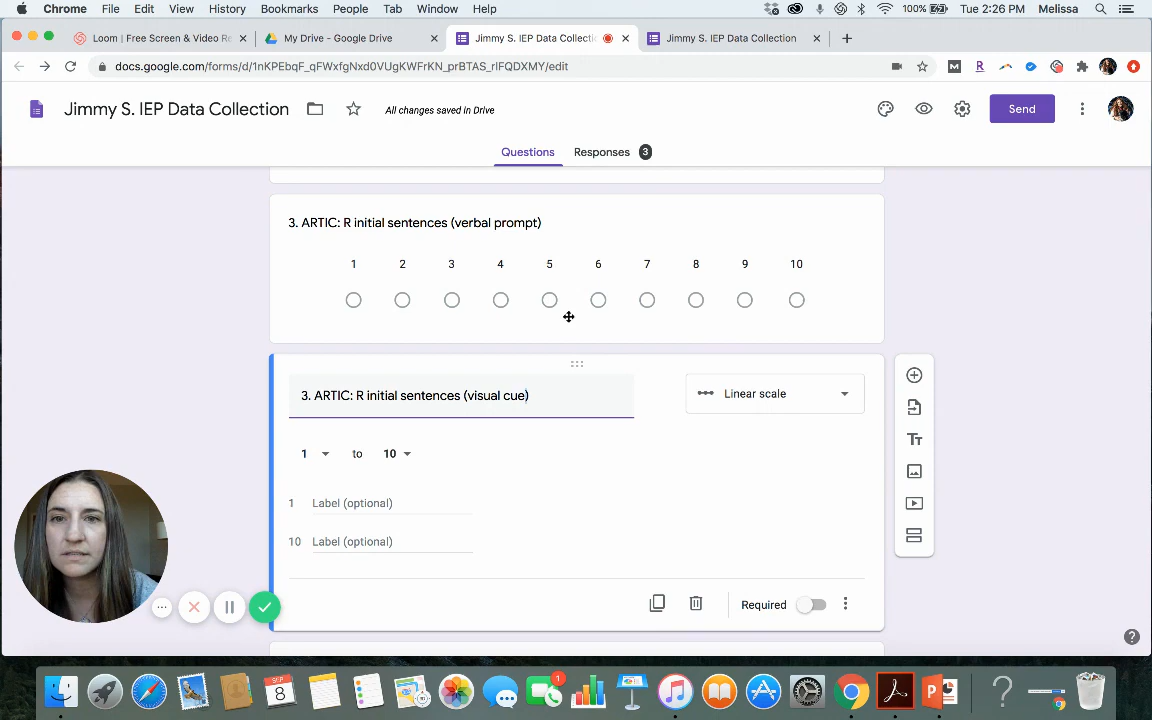 Chrome File Edit View History Bookmarks People Tab Window Help 100% Tue 2:26 PM Melissa
Loom | Free Screen & Video Re
My Drive - Google Drive
Jimmy S. IEP Data Collecti
Jimmy S. IEP Data Collection
docs.google.com/forms/d/1nKPEbqF_qFWxfgNxd0VUgKWFrKN_prBTAS_rlFQDXMY/edit
Jimmy S. IEP Data Collection
All changes saved in Drive
Send
Questions
Responses 3
3. ARTIC: R initial sentences (verbal prompt)
1 2 3 4 5 6 7 8 9 10
3. ARTIC: R initial sentences (visual cue)
Linear scale
1 to 10
1 Label (optional)
10 Label (optional)
Required
SEP
8
1